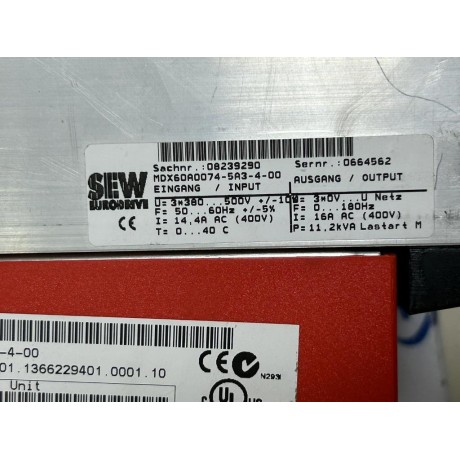 Sachnr.:08239290 Sernr.:0664562
MDX60A0074-5A3-4-00
SEW
EURODRIVE
EINGANG / INPUT AUSGANG / OUTPUT
U= 3*380...500V +/-10% U= 3*0V...U Netz
F= 50...60Hz +/-5% F= 0...180Hz
I= 14,4A AC (400V) I= 16A AC (400V)
T= 0...40 C P=11,2kVA Lastart M
CE
-4-00
01.1366229401.0001.10
Unit
CE
N2931
UL